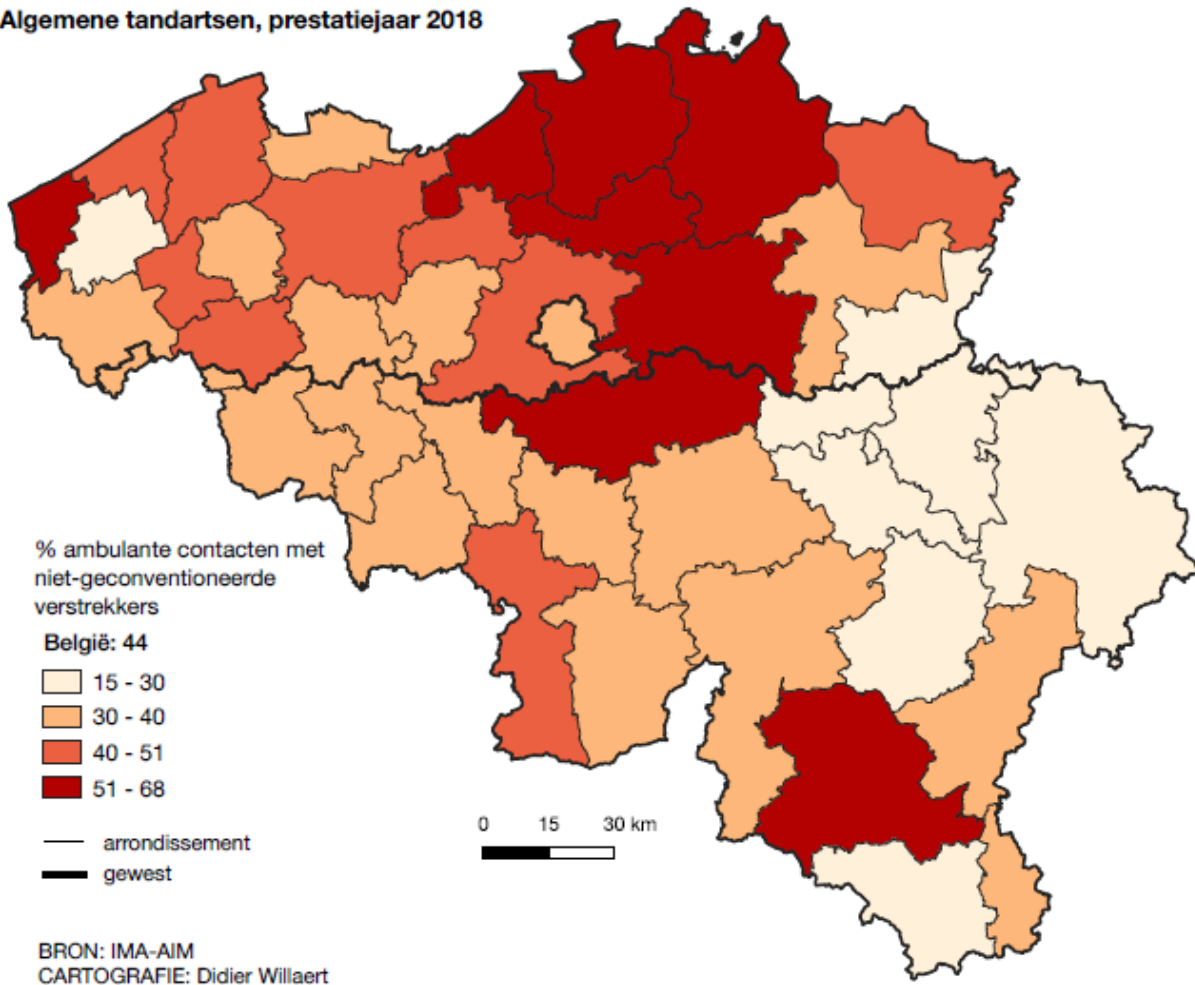 Algemene tandartsen, prestatiejaar 2018
% ambulante contacten met
niet-geconventioneerde
verstrekkers
België: 44
15 - 30
30 - 40
40 - 51
51 - 68
arrondissement
gewest
0 15 30 km
BRON: IMA-AIM
CARTOGRAFIE: Didier Willaert